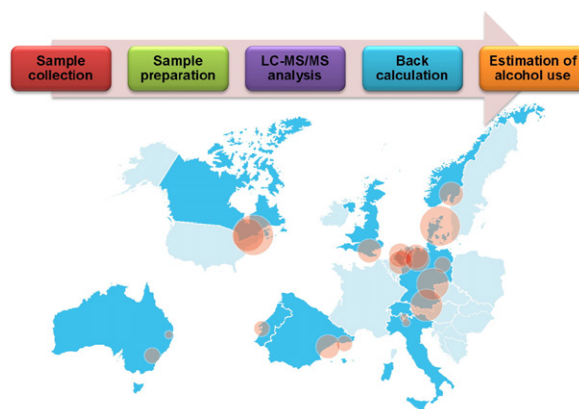 Sample
collection
Sample
preparation
LC-MS/MS
analysis
Back
calculation
Estimation of
alcohol use